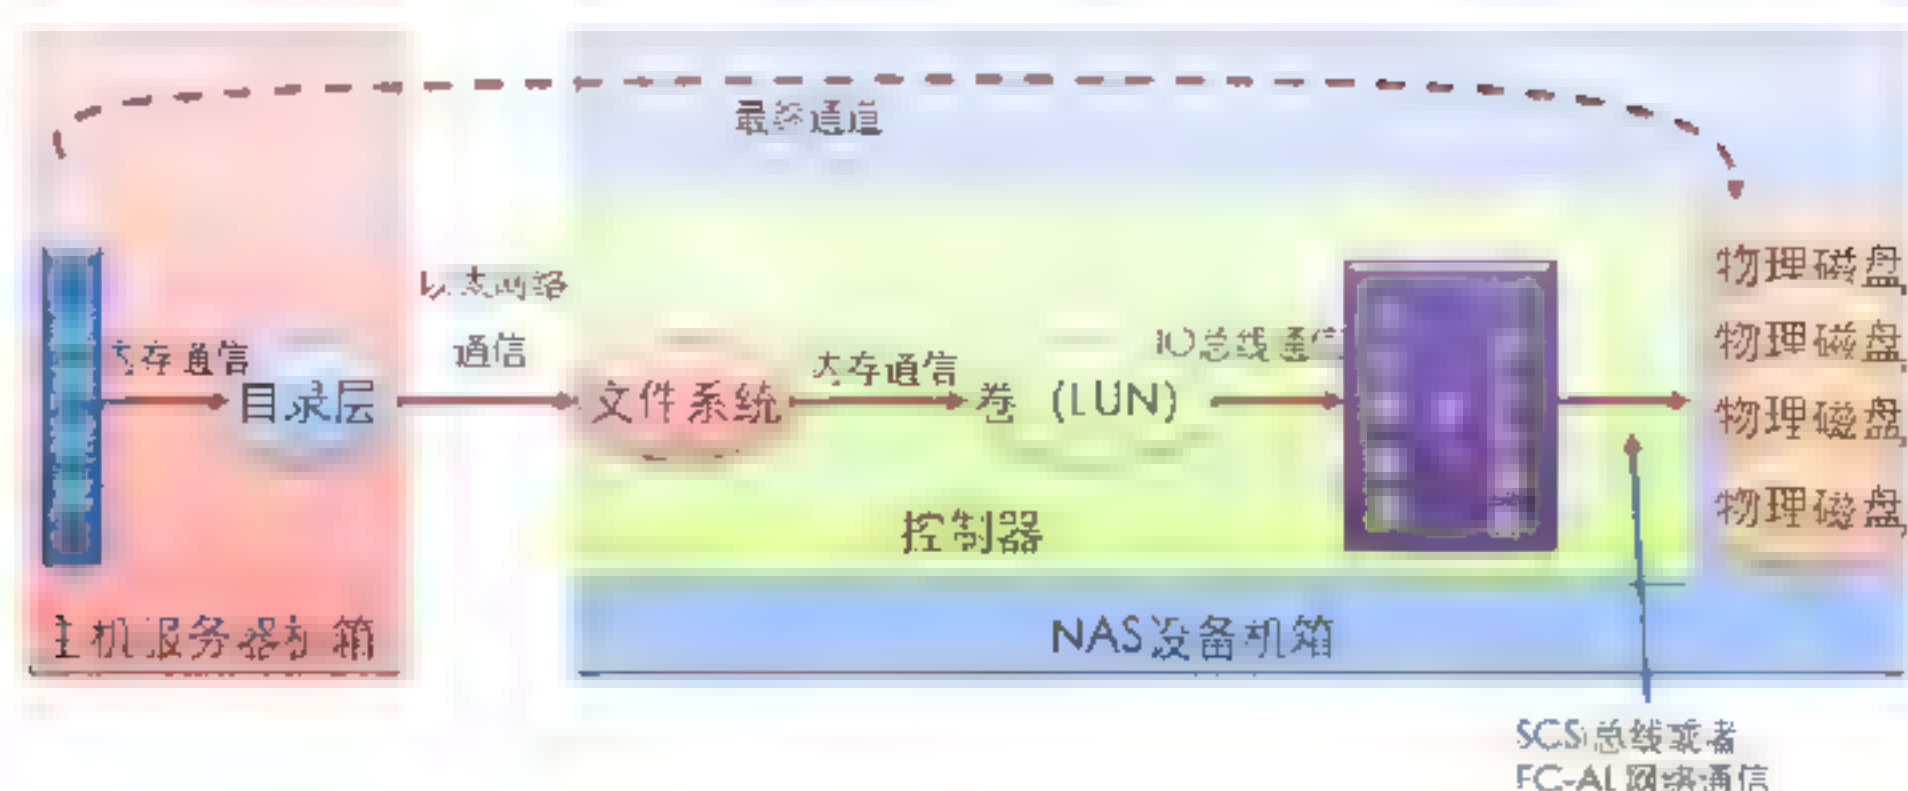 最终通道
以太网络
通信
内存通信
目录层
文件系统
内存通信
卷 (LUN)
IO总线通信
物理磁盘
物理磁盘
物理磁盘
物理磁盘
控制器
主机服务器机箱
NAS设备机箱
SCSI总线或者
FC-AL网络通信